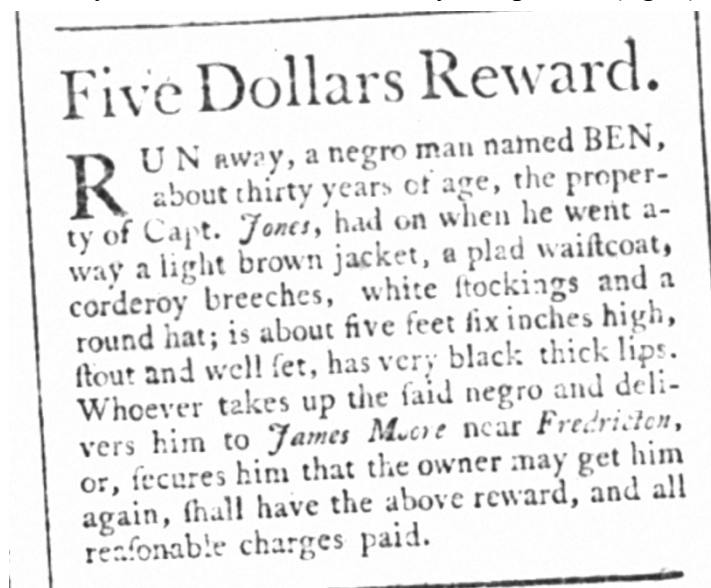 Five Dollars Reward.
RUN away, a negro man named BEN,
about thirty years of age, the proper-
ty of Capt. Jones, had on when he went a-
way a light brown jacket, a plad waiſtcoat,
corderoy breeches, white ſtockings and a
round hat; is about five feet ſix inches high,
ſtout and well ſet, has very black thick lips.
Whoever takes up the ſaid negro and deli-
vers him to James Moore near Fredricton,
or, ſecures him that the owner may get him
again, ſhall have the above reward, and all
reaſonable charges paid.